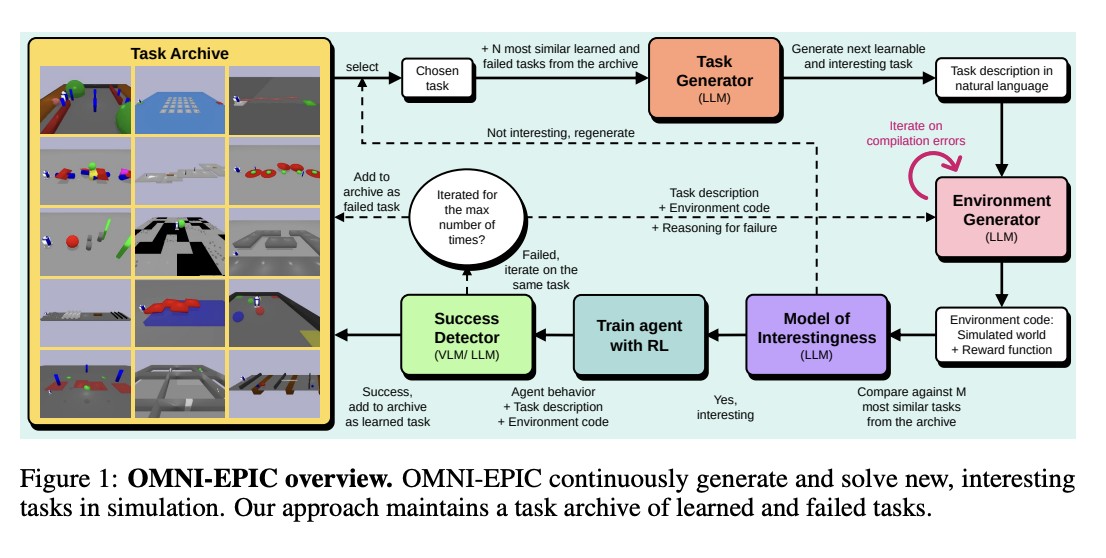 Task Archive
select
Chosen
task
+ N most similar learned and
failed tasks from the archive
Task
Generator
(LLM)
Generate next learnable
and interesting task
Task description in
natural language
Iterate on
compilation errors
Not interesting, regenerate
Add to
archive as
failed task
Iterated for
the max
number of
times?
Task description
+ Environment code
+ Reasoning for failure
Environment
Generator
(LLM)
Failed,
iterate on the
same task
Success
Detector
(VLM/ LLM)
Train agent
with RL
Model of
Interestingness
(LLM)
Environment code:
Simulated world
+ Reward function
Success,
add to archive
as learned task
Agent behavior
+ Task description
+ Environment code
Yes,
interesting
Compare against M
most similar tasks
from the archive
Figure 1: OMNI-EPIC overview. OMNI-EPIC continuously generate and solve new, interesting
tasks in simulation. Our approach maintains a task archive of learned and failed tasks.